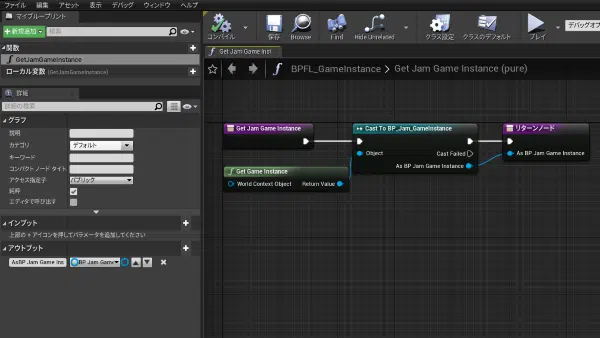 ファイル 編集 アセット 表示 デバッグ ウィンドウ ヘルプ
マイブループリント
新規追加 検索
コンパイル 保存 Browse Find Hide Unrelated クラス設定 クラスのデフォルト プレイ デバッグオ
関数
GetJamGameInstance
ローカル変数 (GetJamGameInstance)
Get Jam Game Inst
BPFL_GameInstance > Get Jam Game Instance (pure)
詳細
詳細の検索
グラフ
説明
カテゴリ デフォルト
キーワード
コンパクト ノード タイト
アクセス指定子 パブリック
純粋
エディタで呼び出す
インプット
上部の + アイコンを押してパラメータを追加してください
アウトプット
AsBP Jam Game Ins BP Jam Game
Get Jam Game Instance
Cast To BP_Jam_GameInstance
Object
Cast Failed
As BP Jam Game Instance
リターンノード
As BP Jam Game Instance
Get Game Instance
World Context Object Return Value